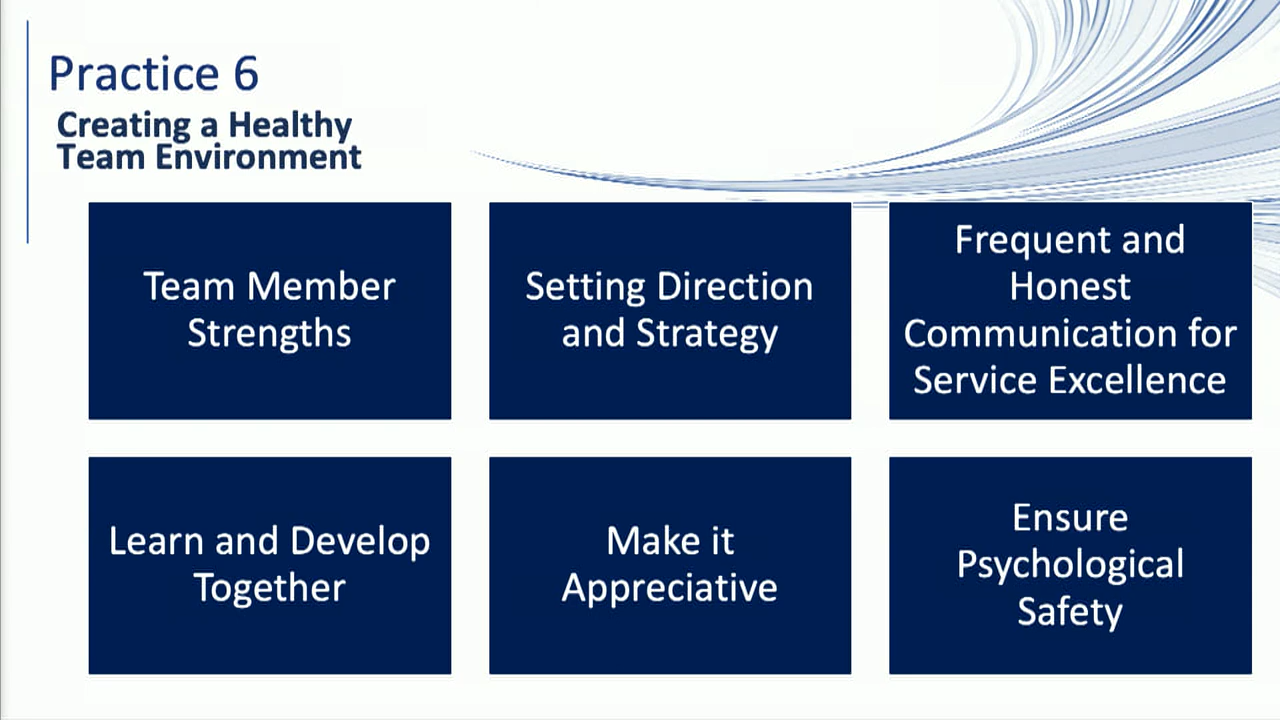 Practice 6
Creating a Healthy
Team Environment
Team Member
Strengths
Setting Direction
and Strategy
Frequent and
Honest
Communication for
Service Excellence
Learn and Develop
Together
Make it
Appreciative
Ensure
Psychological
Safety